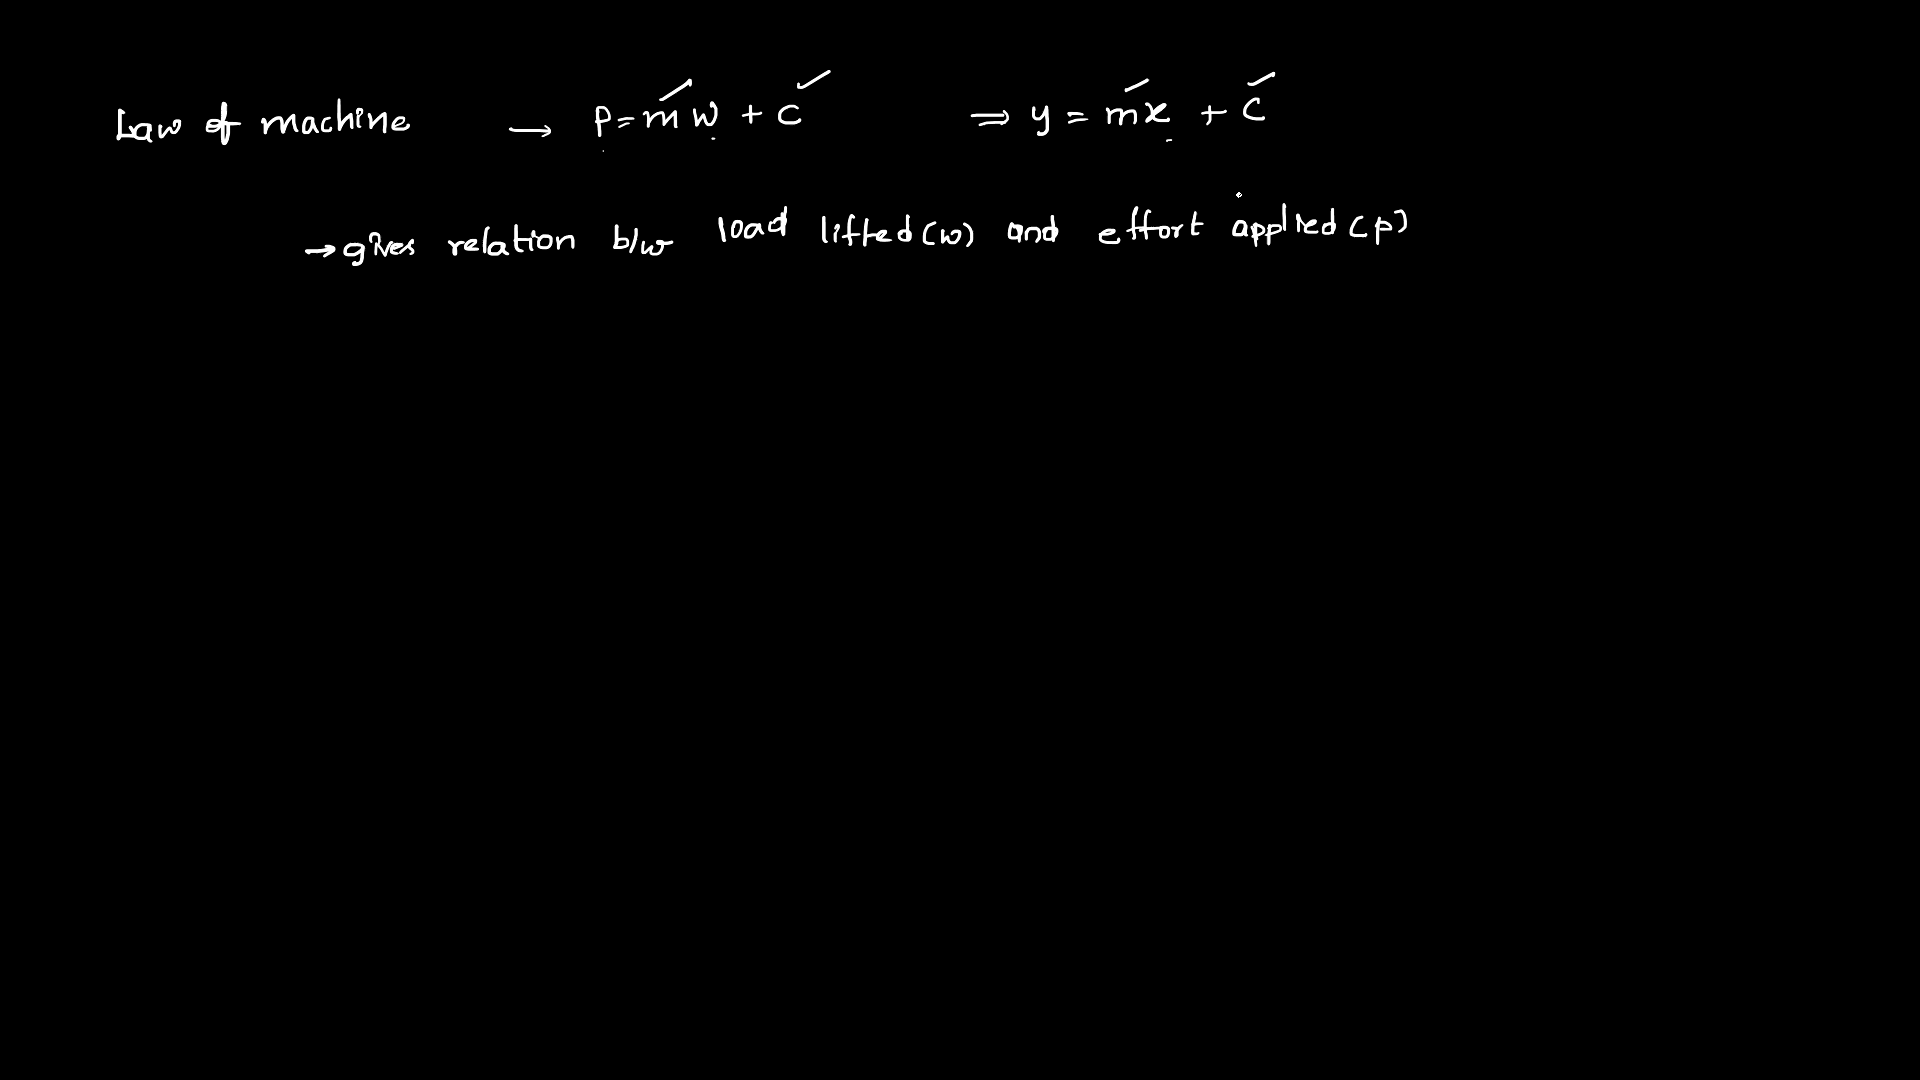 Law of machine → P = mW + C ⇒ y = mx + C
→ gives relation b/w load lifted (w) and effort applied (p)